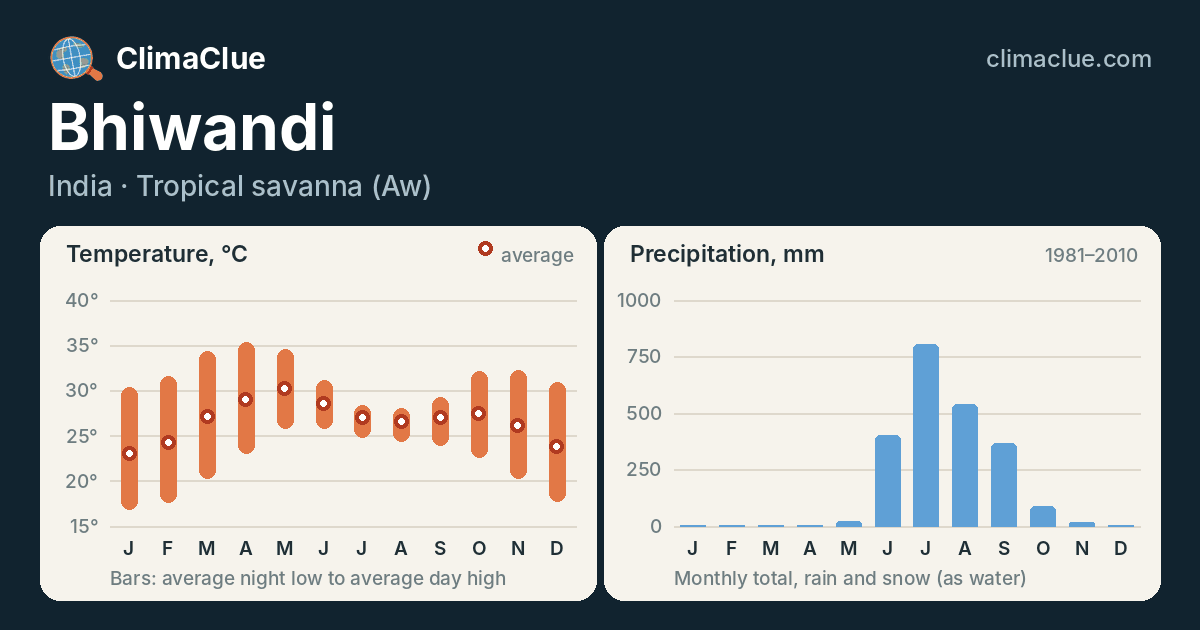 ClimaClue
climaclue.com
Bhiwandi
India · Tropical savanna (Aw)
Temperature, °C
average
40°
35°
30°
25°
20°
15°
J F M A M J J A S O N D
Bars: average night low to average day high
Precipitation, mm
1981–2010
1000
750
500
250
0
J F M A M J J A S O N D
Monthly total, rain and snow (as water)